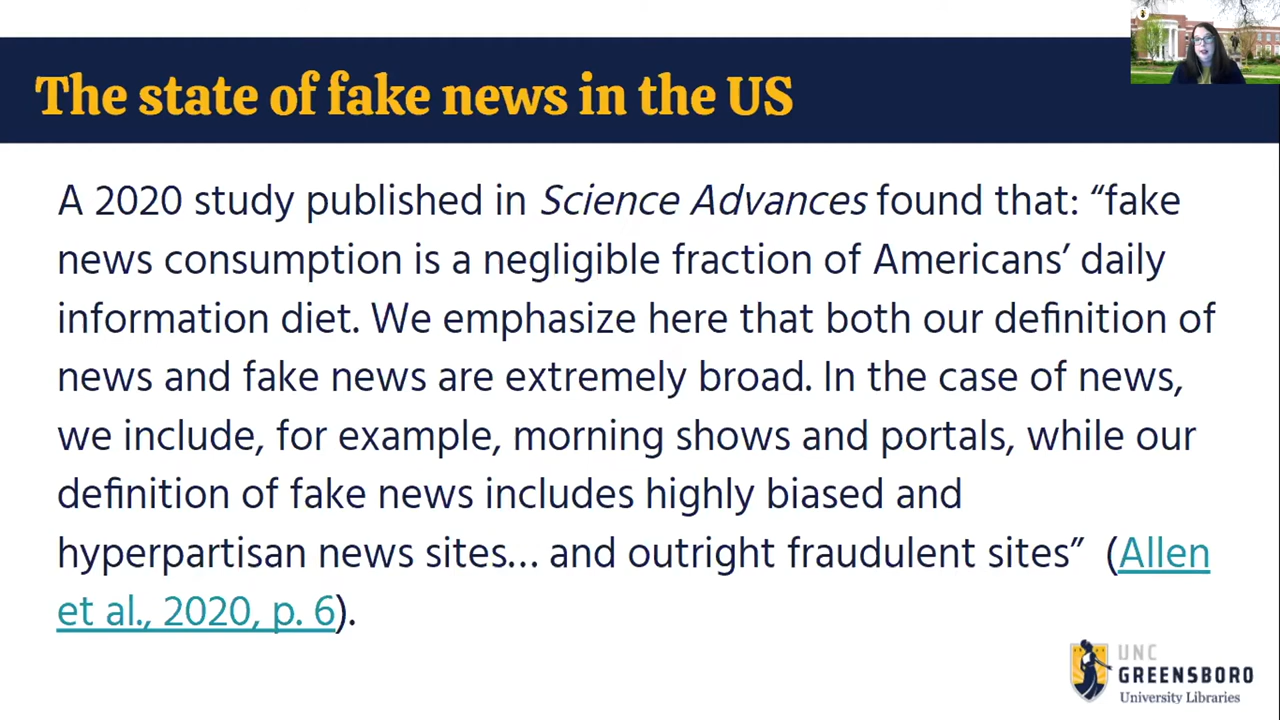 The state of fake news in the US
A 2020 study published in Science Advances found that: “fake
news consumption is a negligible fraction of Americans’ daily
information diet. We emphasize here that both our definition of
news and fake news are extremely broad. In the case of news,
we include, for example, morning shows and portals, while our
definition of fake news includes highly biased and
hyperpartisan news sites… and outright fraudulent sites” (Allen
et al., 2020, p. 6).
UNC
GREENSBORO
University Libraries